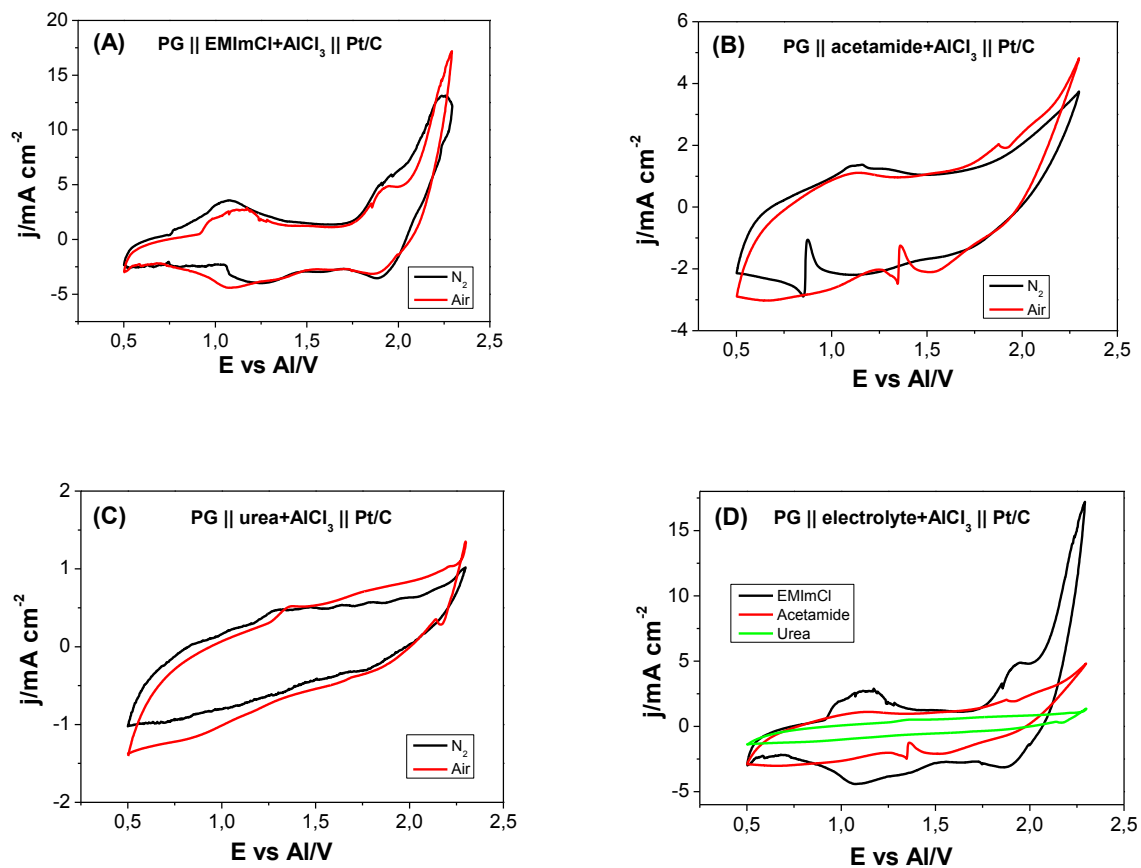 (A)
PG || EMImCl+AlCl₃ || Pt/C
j/mA cm⁻²
20
15
10
5
0
-5
0,5 1,0 1,5 2,0 2,5
E vs Al/V
N₂
Air
(B)
PG || acetamide+AlCl₃ || Pt/C
j/mA cm⁻²
6
4
2
0
-2
-4
0,5 1,0 1,5 2,0 2,5
E vs Al/V
N₂
Air
(C)
PG || urea+AlCl₃ || Pt/C
j/mA cm⁻²
2
1
0
-1
-2
0,5 1,0 1,5 2,0 2,5
E vs Al/V
N₂
Air
(D)
PG || electrolyte+AlCl₃ || Pt/C
j/mA cm⁻²
15
10
5
0
-5
0,5 1,0 1,5 2,0 2,5
E vs Al/V
EMImCl
Acetamide
Urea